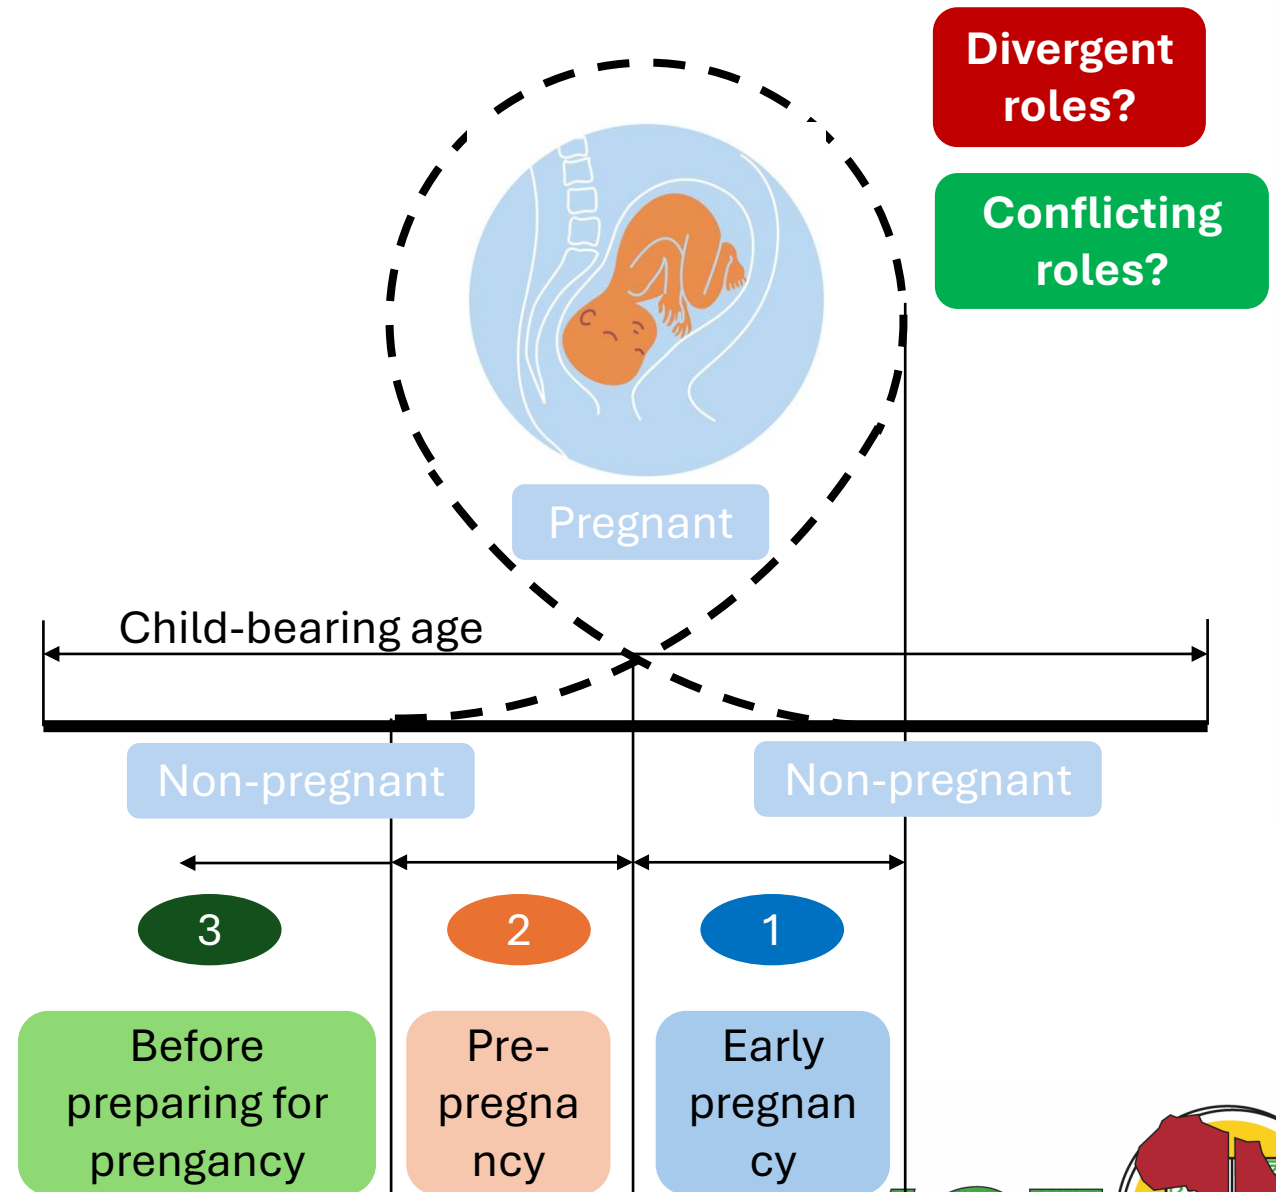 Divergent
roles?
Conflicting
roles?
Pregnant
Child-bearing age
Non-pregnant
Non-pregnant
3
2
1
Before
preparing for
prengancy
Pre-
pregna
ncy
Early
pregnan
cy